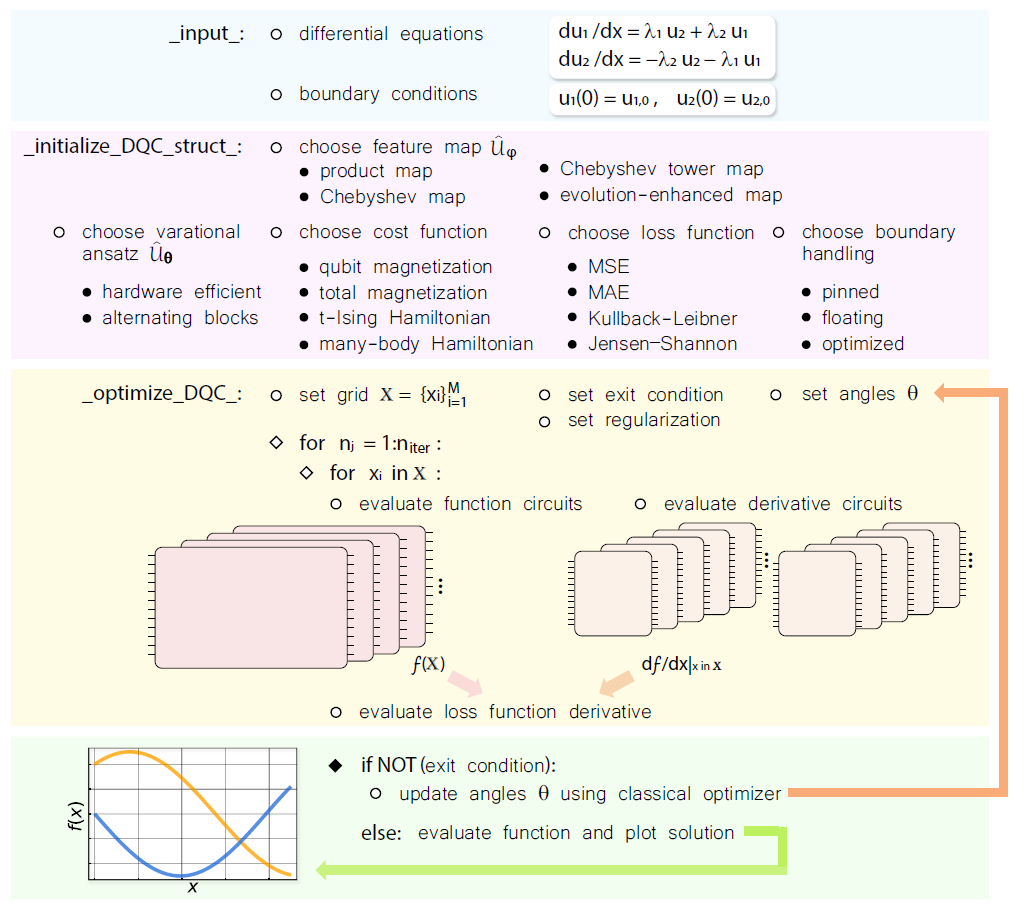 _input_: differential equations du₁/dx = λ₁ u₂ + λ₂ u₁
du₂/dx = −λ₂ u₂ − λ₁ u₁
boundary conditions u₁(0) = u₁,₀ , u₂(0) = u₂,₀
_initialize_DQC_struct_: choose feature map Û_φ
product map
Chebyshev map
Chebyshev tower map
evolution-enhanced map
choose varational
ansatz Û_θ
hardware efficient
alternating blocks
choose cost function
qubit magnetization
total magnetization
t-Ising Hamiltonian
many-body Hamiltonian
choose loss function
MSE
MAE
Kullback-Leibner
Jensen-Shannon
choose boundary
handling
pinned
floating
optimized
_optimize_DQC_: set grid X = {xi}ᴹᵢ₌₁ set exit condition set angles θ
set regularization
for nⱼ = 1:n_iter :
for xᵢ in X :
evaluate function circuits evaluate derivative circuits
f(X) df/dx|x in x
evaluate loss function derivative
f(x)
x
if NOT (exit condition):
update angles θ using classical optimizer
else: evaluate function and plot solution